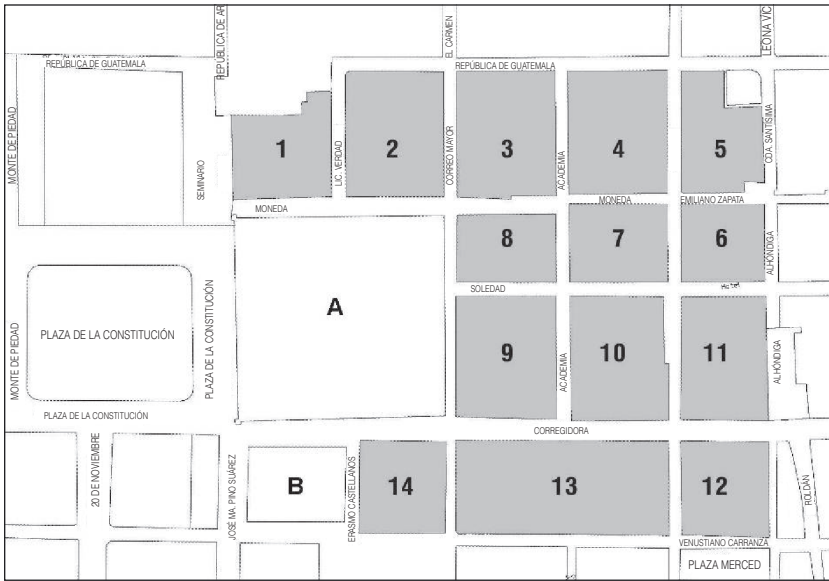 REPÚBLICA DE AR
EL CARMEN
LEONA VIC
REPÚBLICA DE GUATEMALA
REPÚBLICA DE GUATEMALA
MONTE DE PIEDAD
SEMINARIO
1
LIC. VERDAD
2
CORREO MAYOR
3
ACADEMIA
4
5
CDA. SANTÍSIMA
MONEDA
MONEDA
EMILIANO ZAPATA
8
7
6
ALHÓNDIGA
SOLEDAD
PLAZA DE LA CONSTITUCIÓN
PLAZA DE LA CONSTITUCIÓN
A
MONTE DE PIEDAD
9
ACADEMIA
10
11
ALHÓNDIGA
PLAZA DE LA CONSTITUCIÓN
CORREGIDORA
20 DE NOVIEMBRE
JOSÉ MA. PINO SUÁREZ
B
ERASMO CASTELLANOS
14
13
12
ROLDÁN
VENUSTIANO CARRANZA
PLAZA MERCED